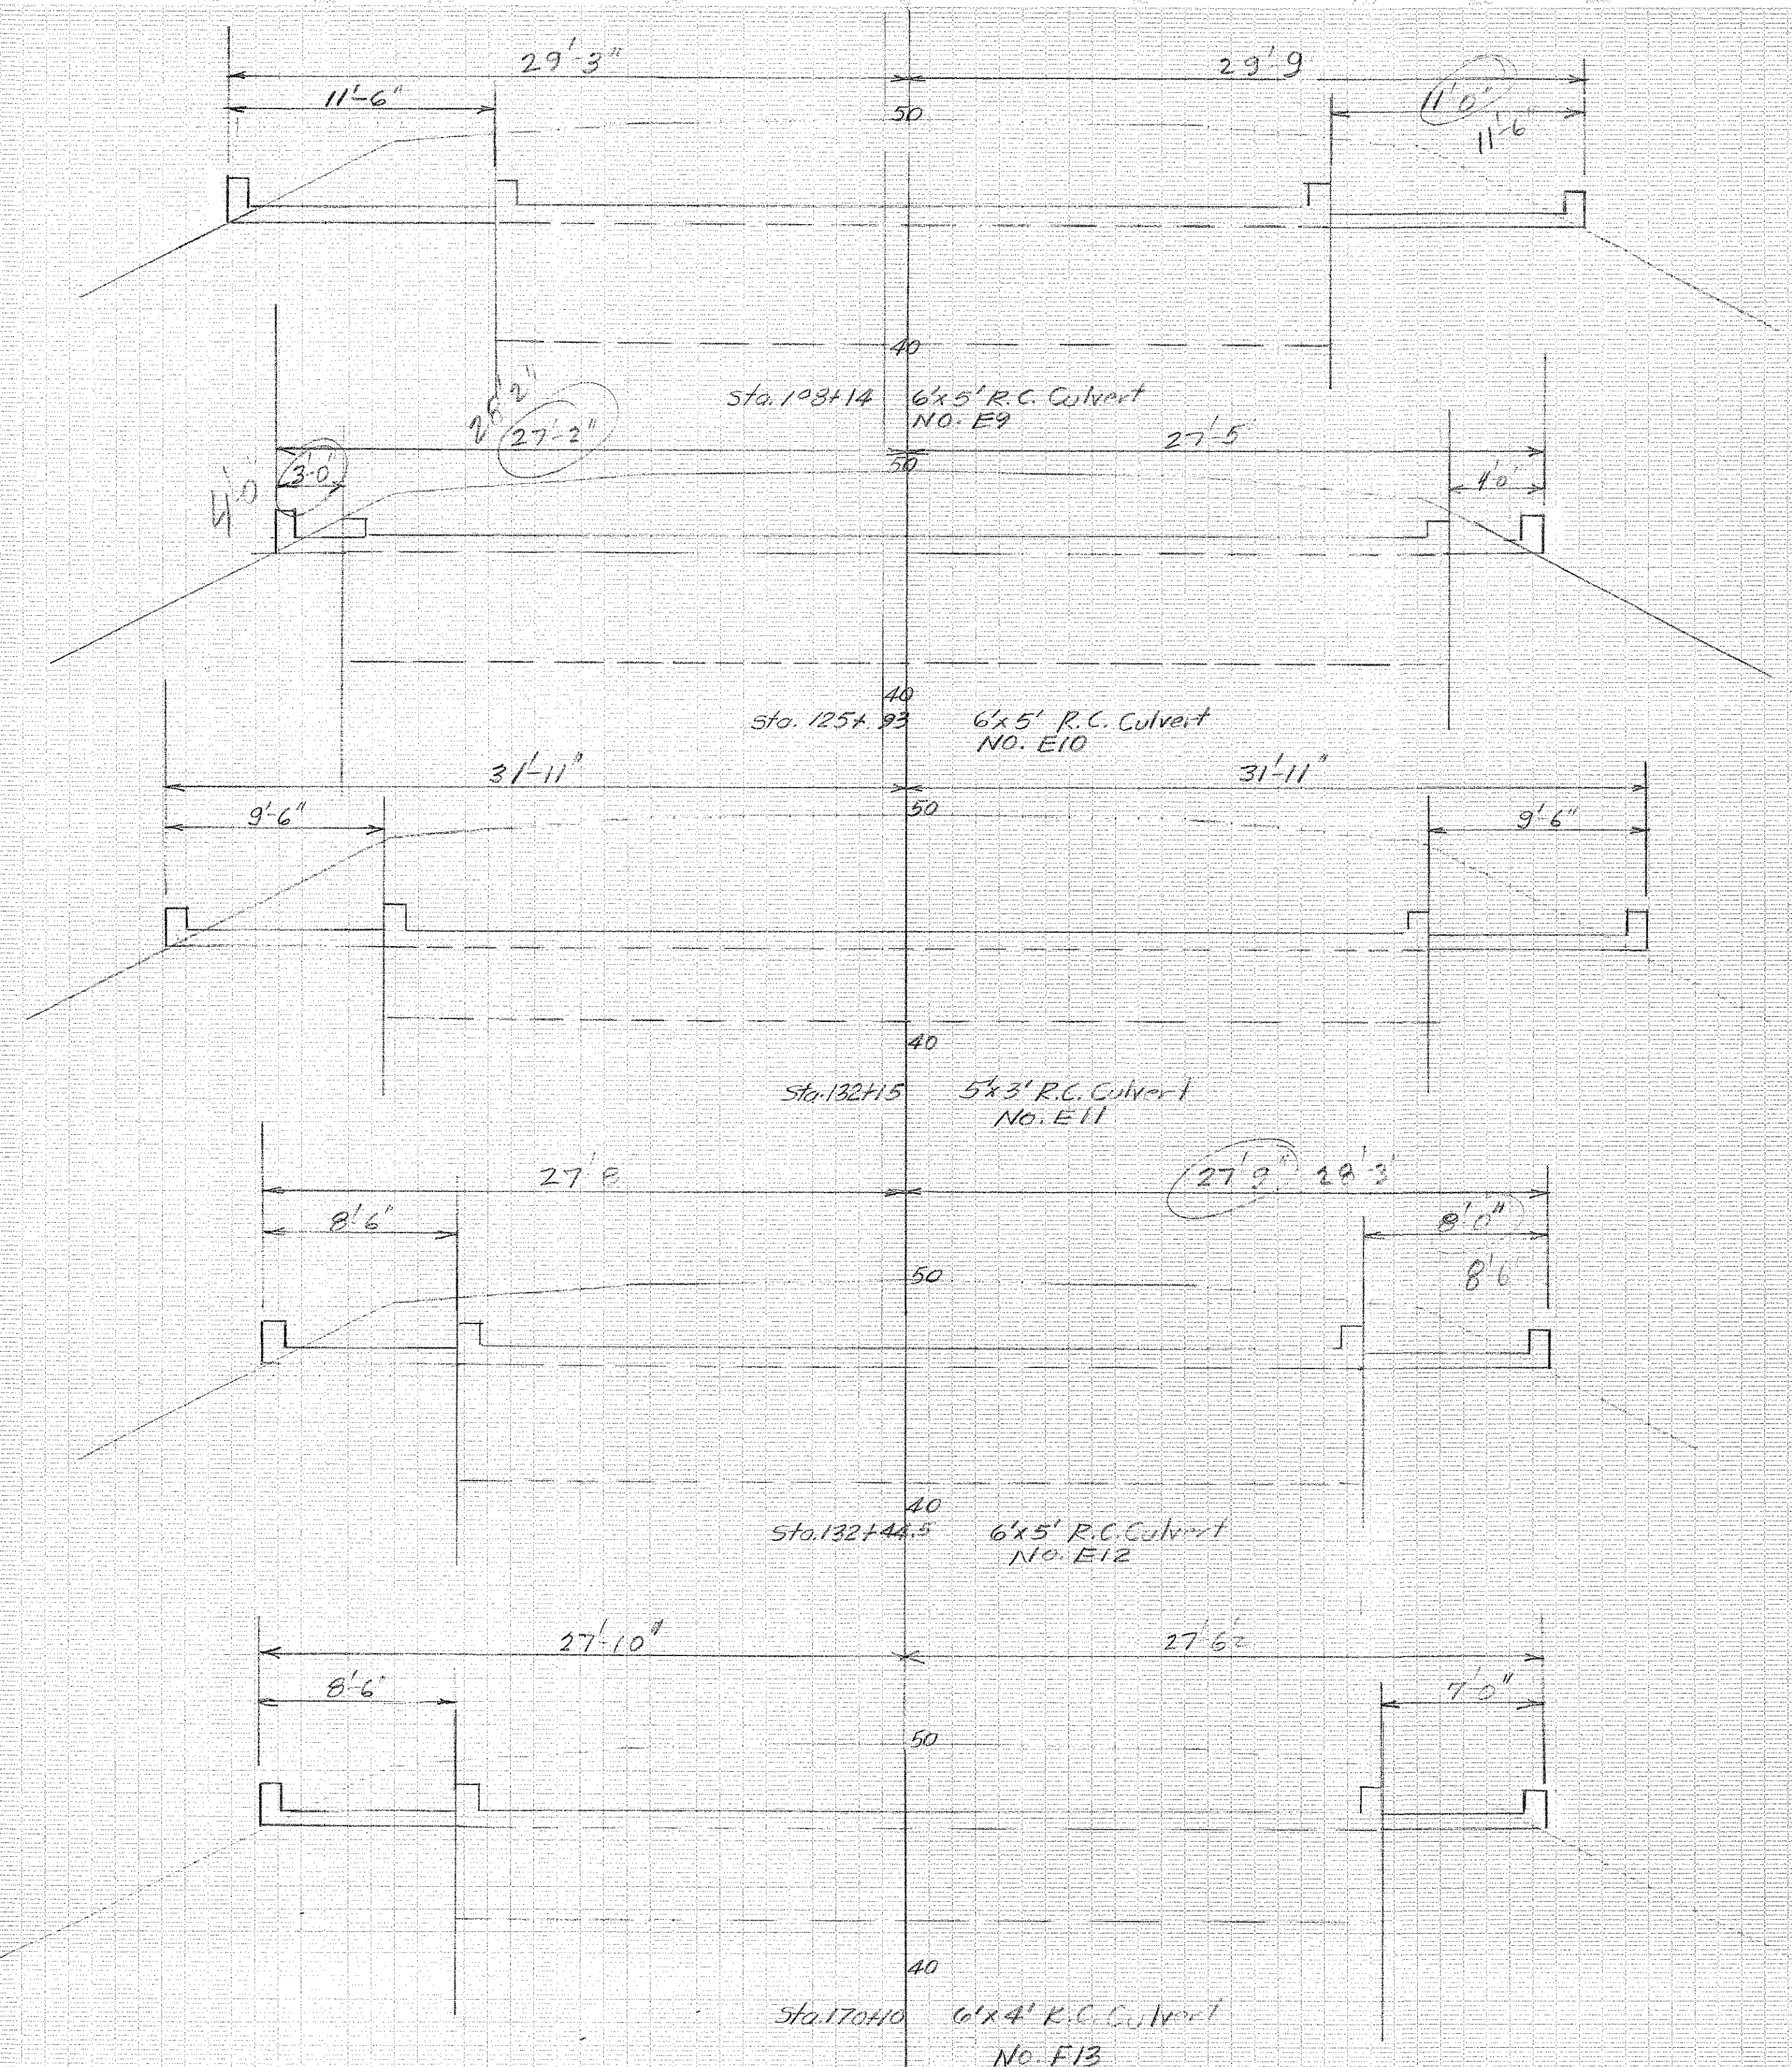 29'-3" 29'-9
11'-6" 11'-0"
50
11'-6"
40
Sta. 108+14 6'x5' R.C. Culvert
NO. E9
27'-2" 27'-5
50
4'-0 3'-0" 4'-0"
40
Sta. 125+93 6'x5' R.C. Culvert
NO. E10
31'-11" 31'-11"
50
9'-6" 9'-6"
40
Sta. 132+15 5'x3' R.C. Culvert
NO. E11
27'8 27'9" 28'3'
8'-6" 8'0"
50
8'6
40
Sta. 132+44.5 6'x5' R.C. Culvert
NO. E12
27'-10"
8'-6" 7'-0"
50
40
Sta. 170+10 6'x4' R.C. Culvert